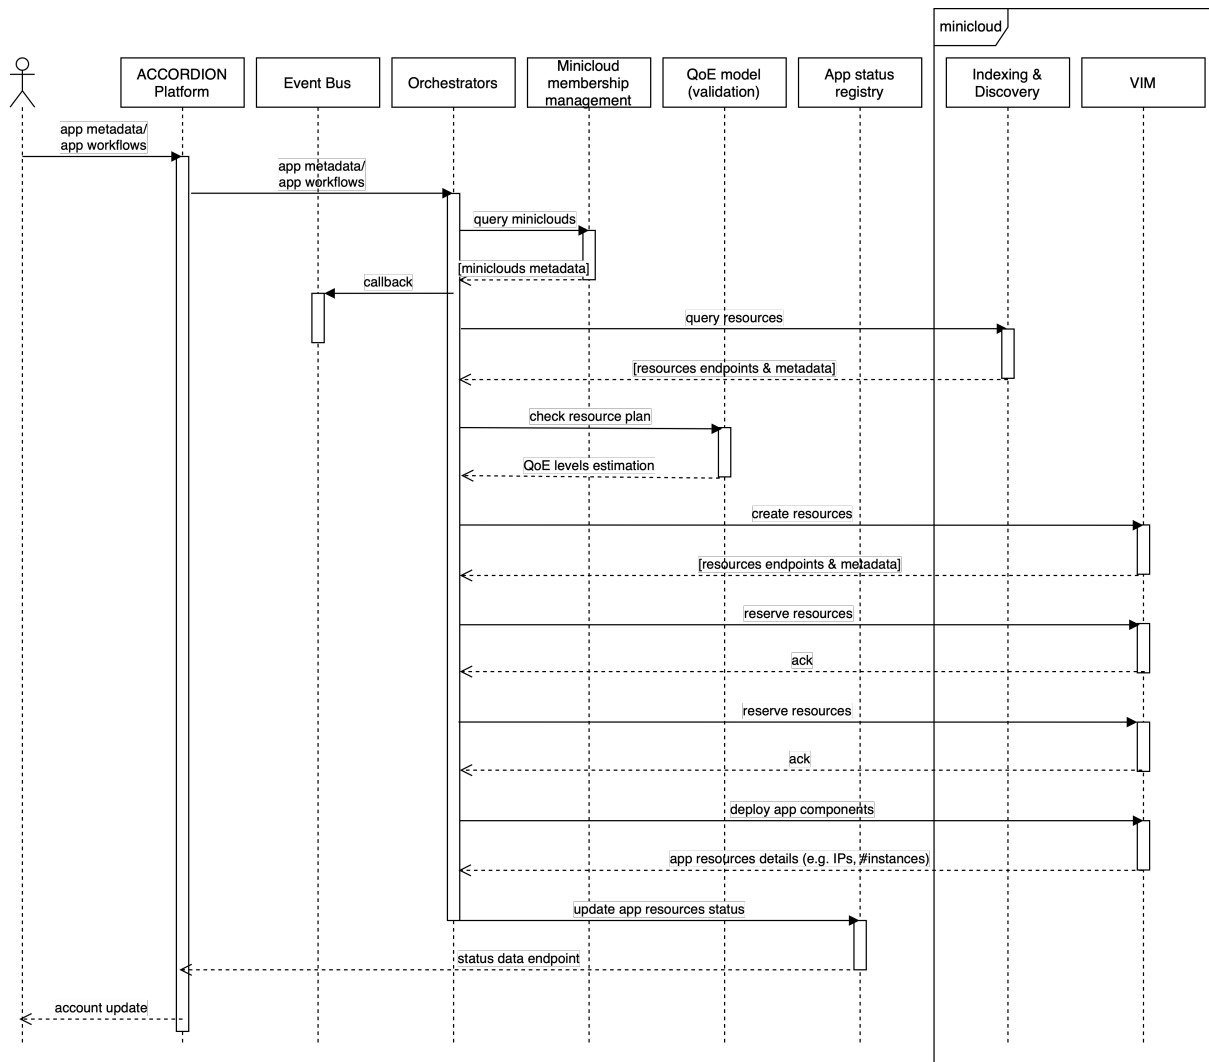 minicloud
ACCORDION
Platform
Event Bus
Orchestrators
Minicloud
membership
management
QoE model
(validation)
App status
registry
Indexing &
Discovery
VIM
app metadata/
app workflows
app metadata/
app workflows
query miniclouds
[miniclouds metadata]
callback
query resources
[resources endpoints & metadata]
check resource plan
QoE levels estimation
create resources
[resources endpoints & metadata]
reserve resources
ack
reserve resources
ack
deploy app components
app resources details (e.g. IPs, #instances)
update app resources status
status data endpoint
account update